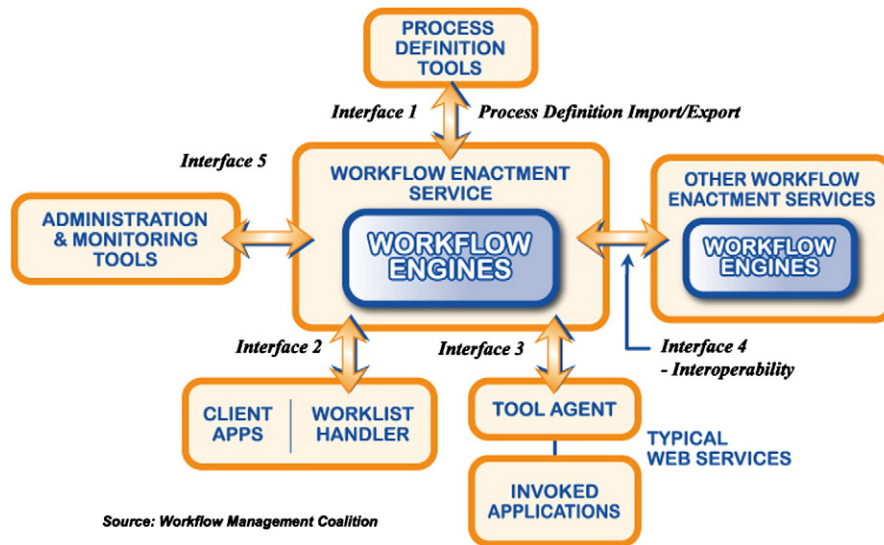 PROCESS
DEFINITION
TOOLS
Interface 1
Process Definition Import/Export
Interface 5
WORKFLOW ENACTMENT
SERVICE
WORKFLOW
ENGINES
OTHER WORKFLOW
ENACTMENT SERVICES
WORKFLOW
ENGINES
ADMINISTRATION
& MONITORING
TOOLS
Interface 2
Interface 3
Interface 4
- Interoperability
CLIENT
APPS
WORKLIST
HANDLER
TOOL AGENT
TYPICAL
WEB SERVICES
INVOKED
APPLICATIONS
Source: Workflow Management Coalition